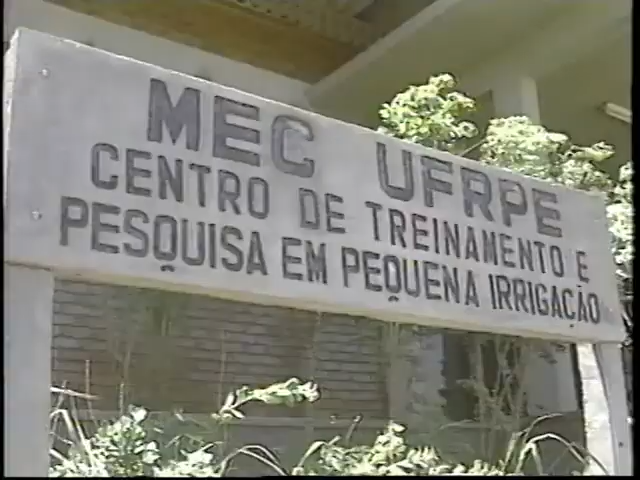 MEC UFRPE
CENTRO DE TREINAMENTO E
PESQUISA EM PEQUENA IRRIGAÇÃO